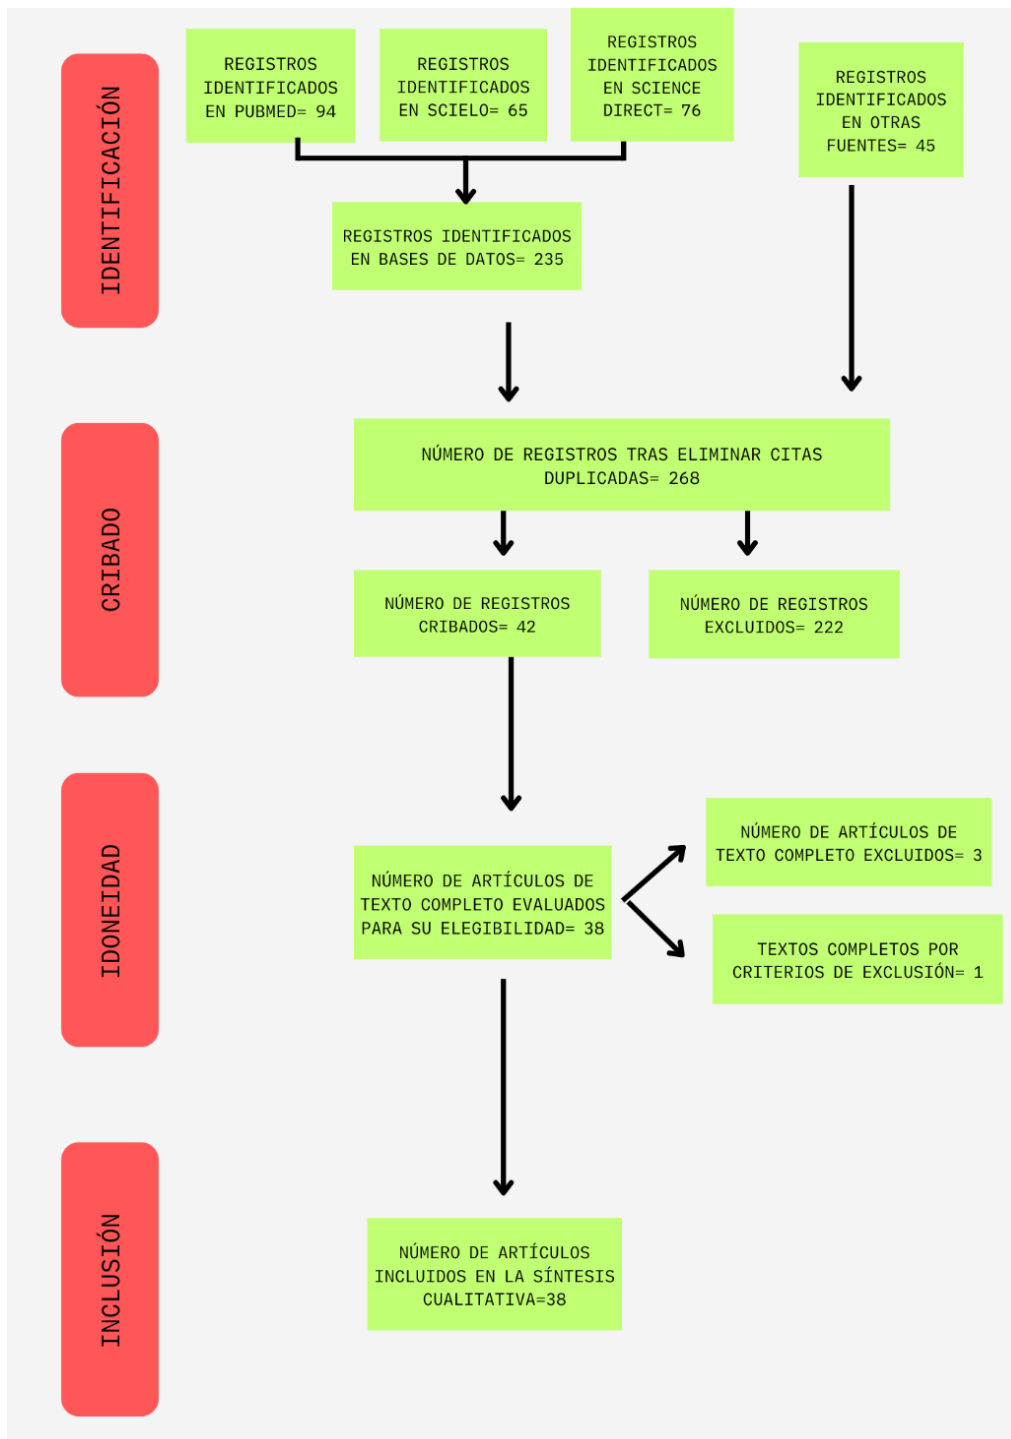 IDENTIFICACIÓN
REGISTROS
IDENTIFICADOS
EN PUBMED= 94
REGISTROS
IDENTIFICADOS
EN SCIELO= 65
REGISTROS
IDENTIFICADOS
EN SCIENCE
DIRECT= 76
REGISTROS
IDENTIFICADOS
EN OTRAS
FUENTES= 45
REGISTROS IDENTIFICADOS
EN BASES DE DATOS= 235
CRIBADO
NÚMERO DE REGISTROS TRAS ELIMINAR CITAS
DUPLICADAS= 268
NÚMERO DE REGISTROS
CRIBADOS= 42
NÚMERO DE REGISTROS
EXCLUIDOS= 222
IDONEIDAD
NÚMERO DE ARTÍCULOS DE
TEXTO COMPLETO EVALUADOS
PARA SU ELEGIBILIDAD= 38
NÚMERO DE ARTÍCULOS DE
TEXTO COMPLETO EXCLUIDOS= 3
TEXTOS COMPLETOS POR
CRITERIOS DE EXCLUSIÓN= 1
INCLUSIÓN
NÚMERO DE ARTÍCULOS
INCLUIDOS EN LA SÍNTESIS
CUALITATIVA=38